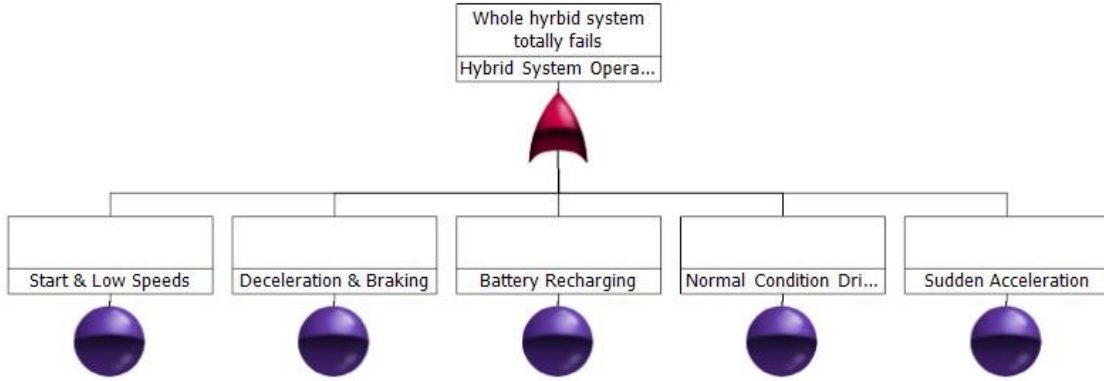 Whole hyrbid system
totally fails
Hybrid System Opera...
Start & Low Speeds
Deceleration & Braking
Battery Recharging
Normal Condition Dri...
Sudden Acceleration